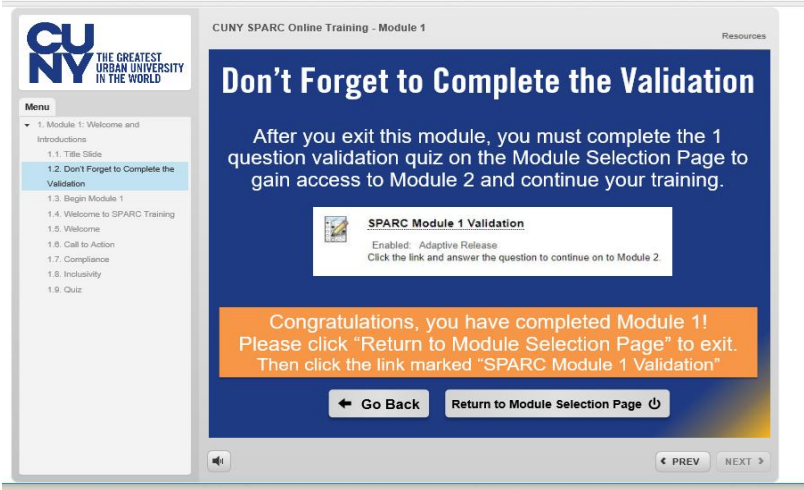 CUNY
THE GREATEST
URBAN UNIVERSITY
IN THE WORLD
Menu
1. Module 1: Welcome and
Introductions
1.1. Title Slide
1.2. Don't Forget to Complete the
Validation
1.3. Begin Module 1
1.4. Welcome to SPARC Training
1.5. Welcome
1.6. Call to Action
1.7. Compliance
1.8. Inclusivity
1.9. Quiz
CUNY SPARC Online Training - Module 1
Resources
Don't Forget to Complete the Validation
After you exit this module, you must complete the 1
question validation quiz on the Module Selection Page to
gain access to Module 2 and continue your training.
SPARC Module 1 Validation
Enabled: Adaptive Release
Click the link and answer the question to continue on to Module 2.
Congratulations, you have completed Module 1!
Please click “Return to Module Selection Page” to exit.
Then click the link marked “SPARC Module 1 Validation”
Go Back
Return to Module Selection Page
PREV
NEXT